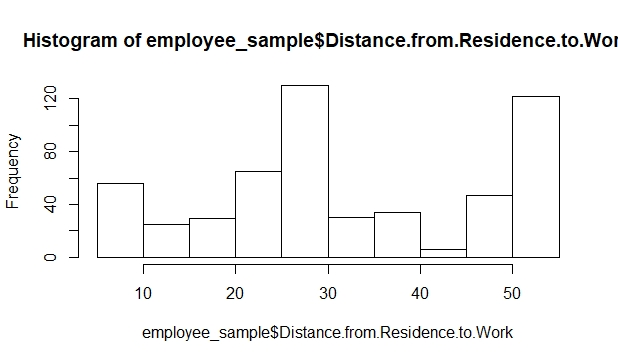 Histogram of employee_sample$Distance.from.Residence.to.Wor
Frequency
120
80
40
0
10 20 30 40 50
employee_sample$Distance.from.Residence.to.Work